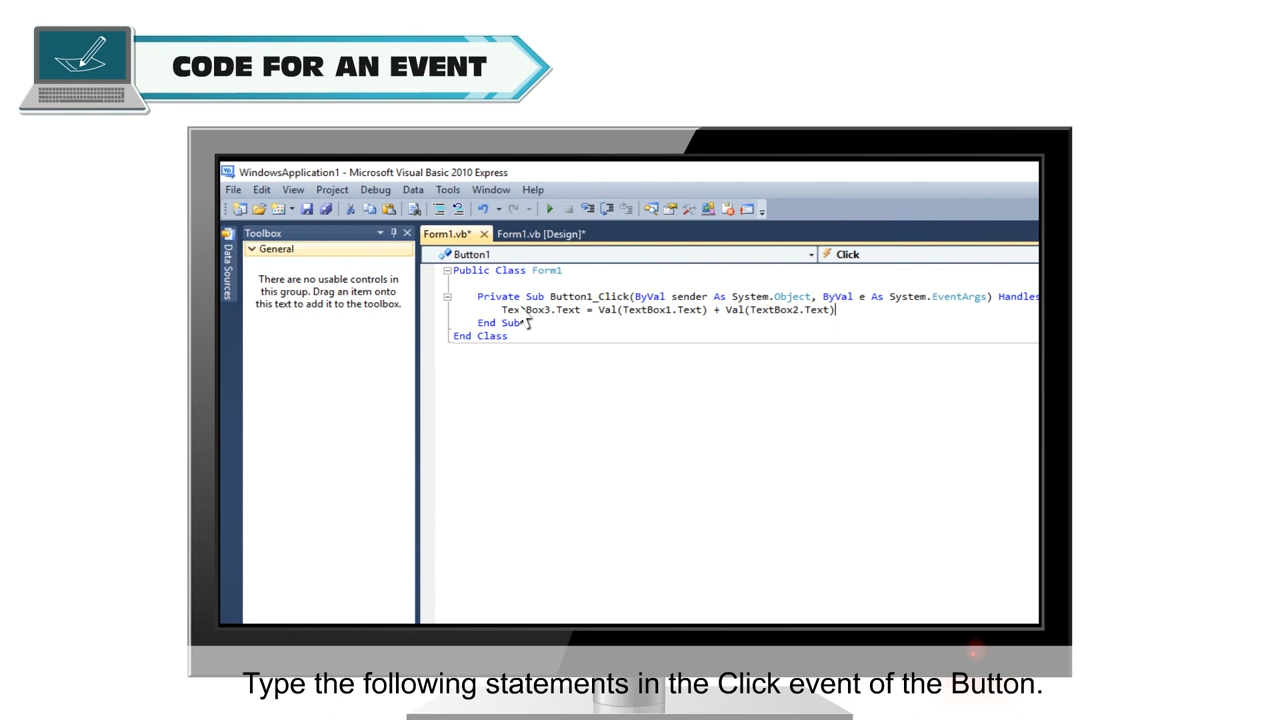 CODE FOR AN EVENT
WindowsApplication1 - Microsoft Visual Basic 2010 Express
File Edit View Project Debug Data Tools Window Help
Toolbox
Form1.vb* Form1.vb [Design]*
General
Button1 Click
Data Sources
There are no usable controls in
this group. Drag an item onto
this text to add it to the toolbox.
Public Class Form1
Private Sub Button1_Click(ByVal sender As System.Object, ByVal e As System.EventArgs) Handles
TextBox3.Text = Val(TextBox1.Text) + Val(TextBox2.Text)
End Sub
End Class
Type the following statements in the Click event of the Button.